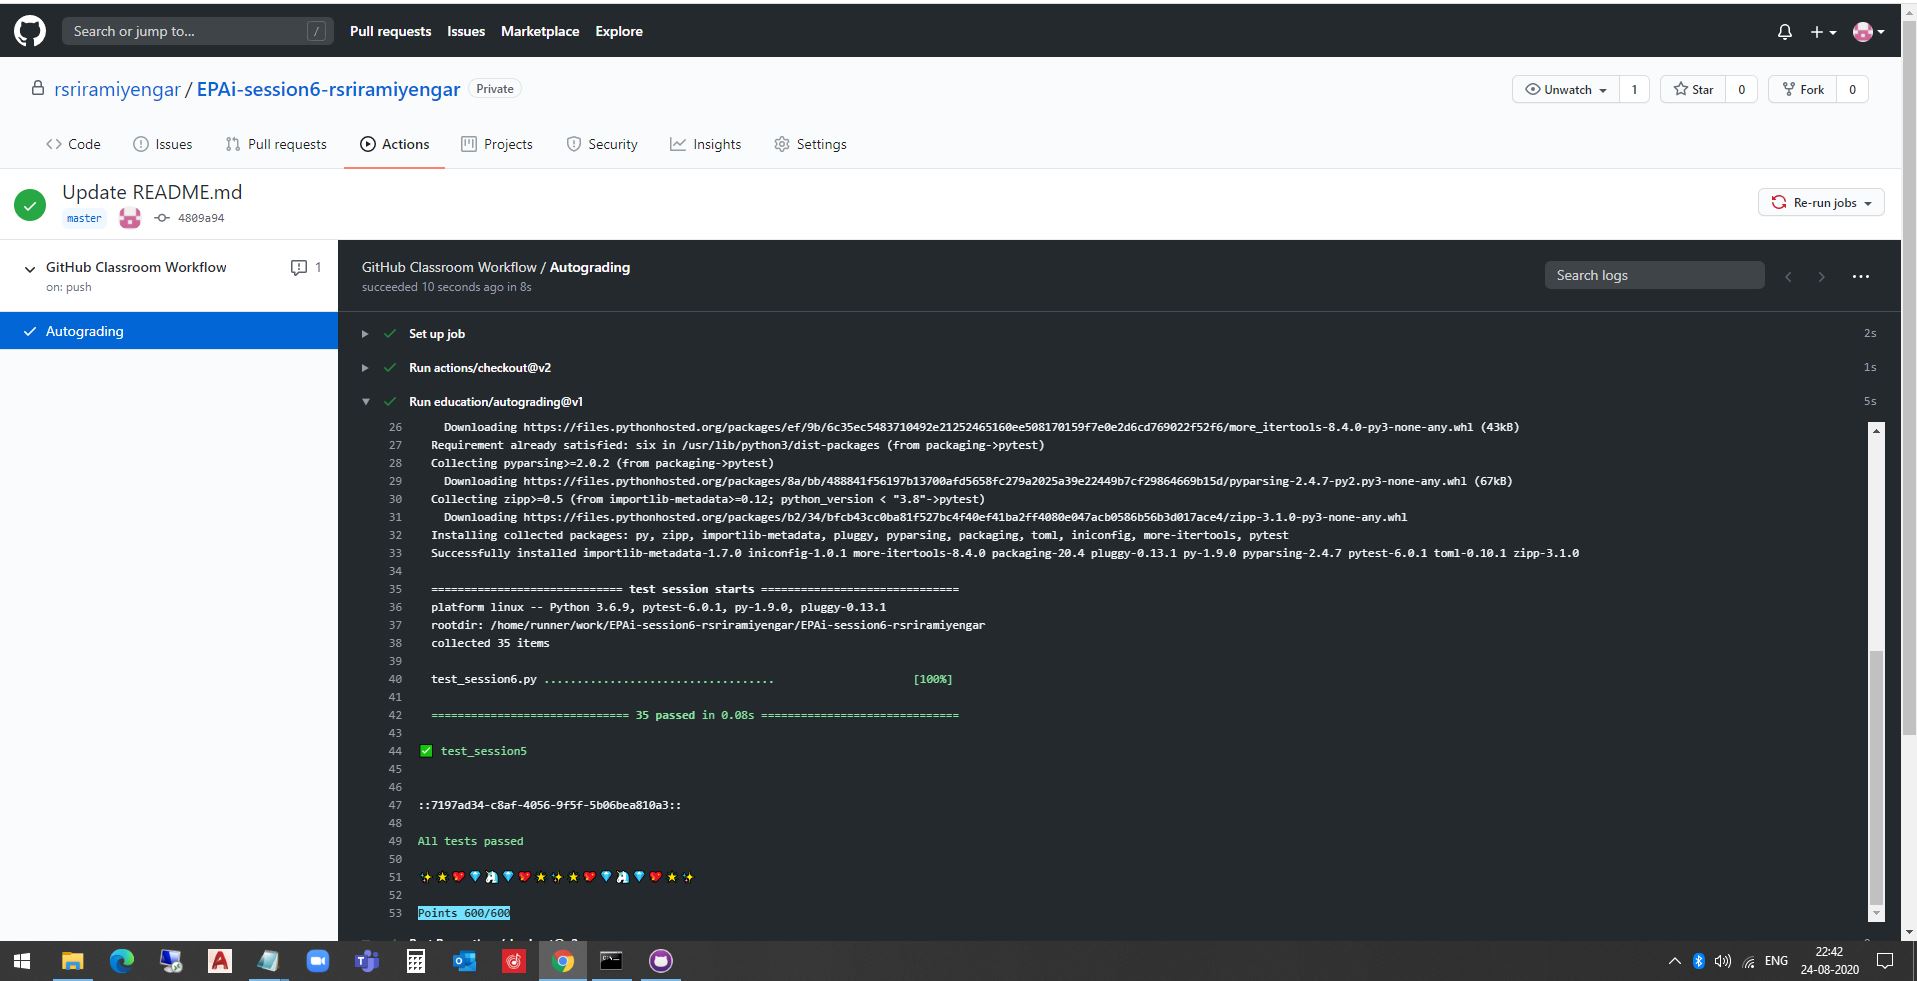 Search or jump to... /
Pull requests Issues Marketplace Explore
rsriramiyengar / EPAi-session6-rsriramiyengar Private
Unwatch 1 Star 0 Fork 0
Code Issues Pull requests Actions Projects Security Insights Settings
Update README.md
master 4809a94
Re-run jobs
GitHub Classroom Workflow 1
on: push
Autograding
GitHub Classroom Workflow / Autograding
succeeded 10 seconds ago in 8s
Search logs
Set up job 2s
Run actions/checkout@v2 1s
Run education/autograding@v1 5s
26 Downloading https://files.pythonhosted.org/packages/ef/9b/6c35ec5483710492e21252465160ee508170159f7e0e2d6cd769022f52f6/more_itertools-8.4.0-py3-none-any.whl (43kB)
27 Requirement already satisfied: six in /usr/lib/python3/dist-packages (from packaging->pytest)
28 Collecting pyparsing>=2.0.2 (from packaging->pytest)
29 Downloading https://files.pythonhosted.org/packages/8a/bb/488841f56197b13700afd5658fc279a2025a39e22449b7cf29864669b15d/pyparsing-2.4.7-py2.py3-none-any.whl (67kB)
30 Collecting zipp>=0.5 (from importlib-metadata>=0.12; python_version < "3.8"->pytest)
31 Downloading https://files.pythonhosted.org/packages/b2/34/bfcb43cc0ba81f527bc4f40ef41ba2ff4080e047acb0586b56b3d017ace4/zipp-3.1.0-py3-none-any.whl
32 Installing collected packages: py, zipp, importlib-metadata, pluggy, pyparsing, packaging, toml, iniconfig, more-itertools, pytest
33 Successfully installed importlib-metadata-1.7.0 iniconfig-1.0.1 more-itertools-8.4.0 packaging-20.4 pluggy-0.13.1 py-1.9.0 pyparsing-2.4.7 pytest-6.0.1 toml-0.10.1 zipp-3.1.0
34
35 ============================= test session starts ==============================
36 platform linux -- Python 3.6.9, pytest-6.0.1, py-1.9.0, pluggy-0.13.1
37 rootdir: /home/runner/work/EPAi-session6-rsriramiyengar/EPAi-session6-rsriramiyengar
38 collected 35 items
39
40 test_session6.py ................................... [100%]
41
42 ============================== 35 passed in 0.08s ==============================
43
44 ✅ test_session5
45
46
47 ::7197ad34-c8af-4056-9f5f-5b06bea810a3::
48
49 All tests passed
50
51 ✨🌟💖💎🦄💎💖🌟✨🌟💖💎🦄💎💖🌟✨
52
53 Points 600/600
ENG
22:42
24-08-2020